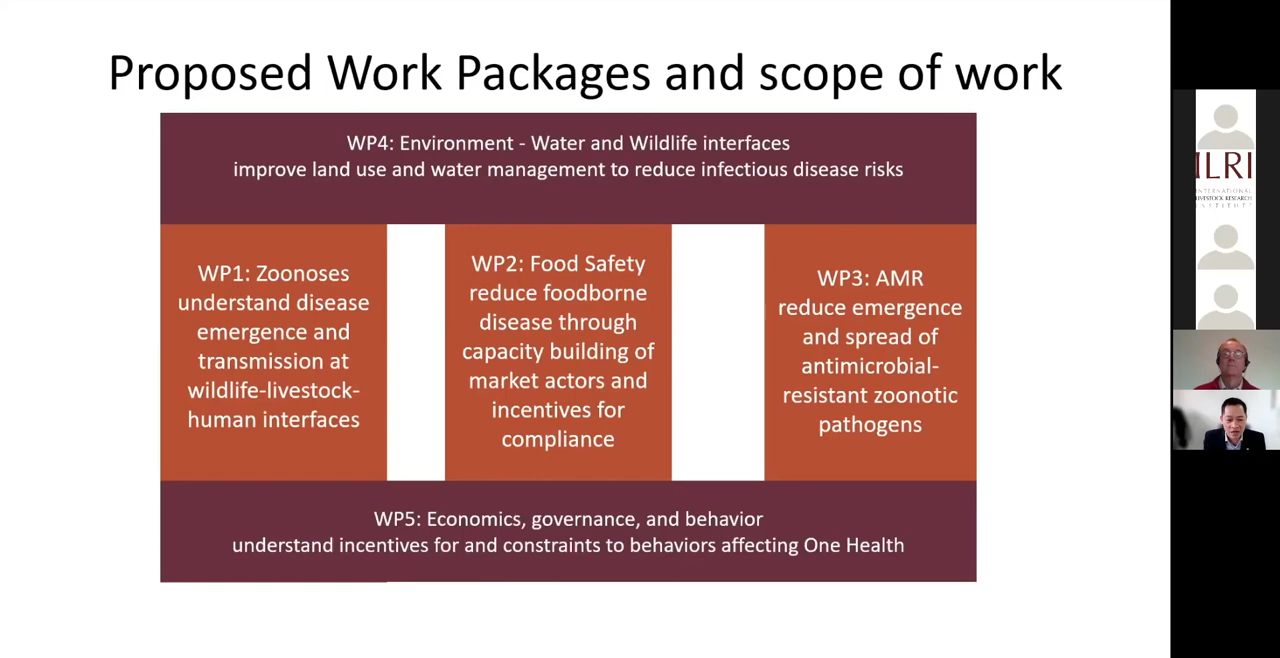 Proposed Work Packages and scope of work
WP4: Environment - Water and Wildlife interfaces
improve land use and water management to reduce infectious disease risks
WP1: Zoonoses
understand disease
emergence and
transmission at
wildlife-livestock-
human interfaces
WP2: Food Safety
reduce foodborne
disease through
capacity building of
market actors and
incentives for
compliance
WP3: AMR
reduce emergence
and spread of
antimicrobial-
resistant zoonotic
pathogens
WP5: Economics, governance, and behavior
understand incentives for and constraints to behaviors affecting One Health
ILRI
INTERNATIONAL
LIVESTOCK RESEARCH
INSTITUTE